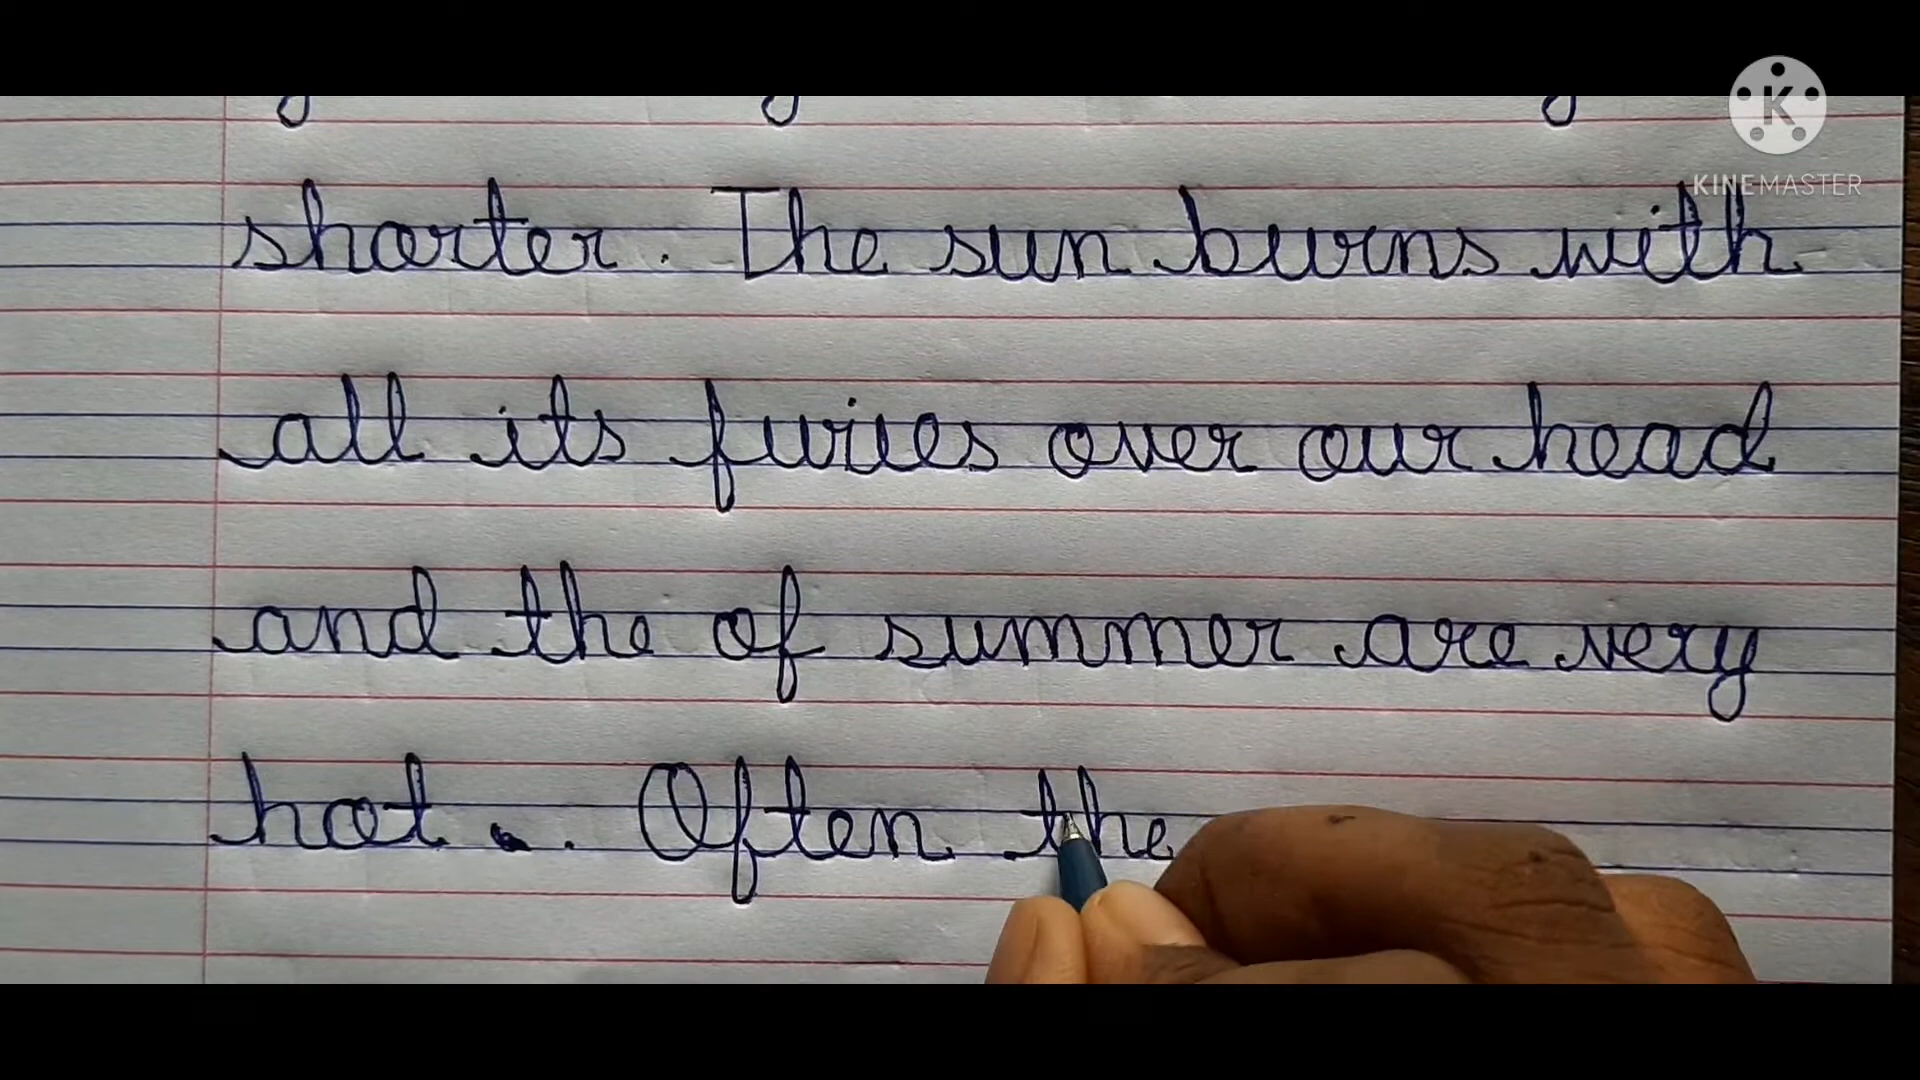 KINEMASTER
shorter. The sun burns with
all its furies over our head
and the of summer are very
hot . Often the